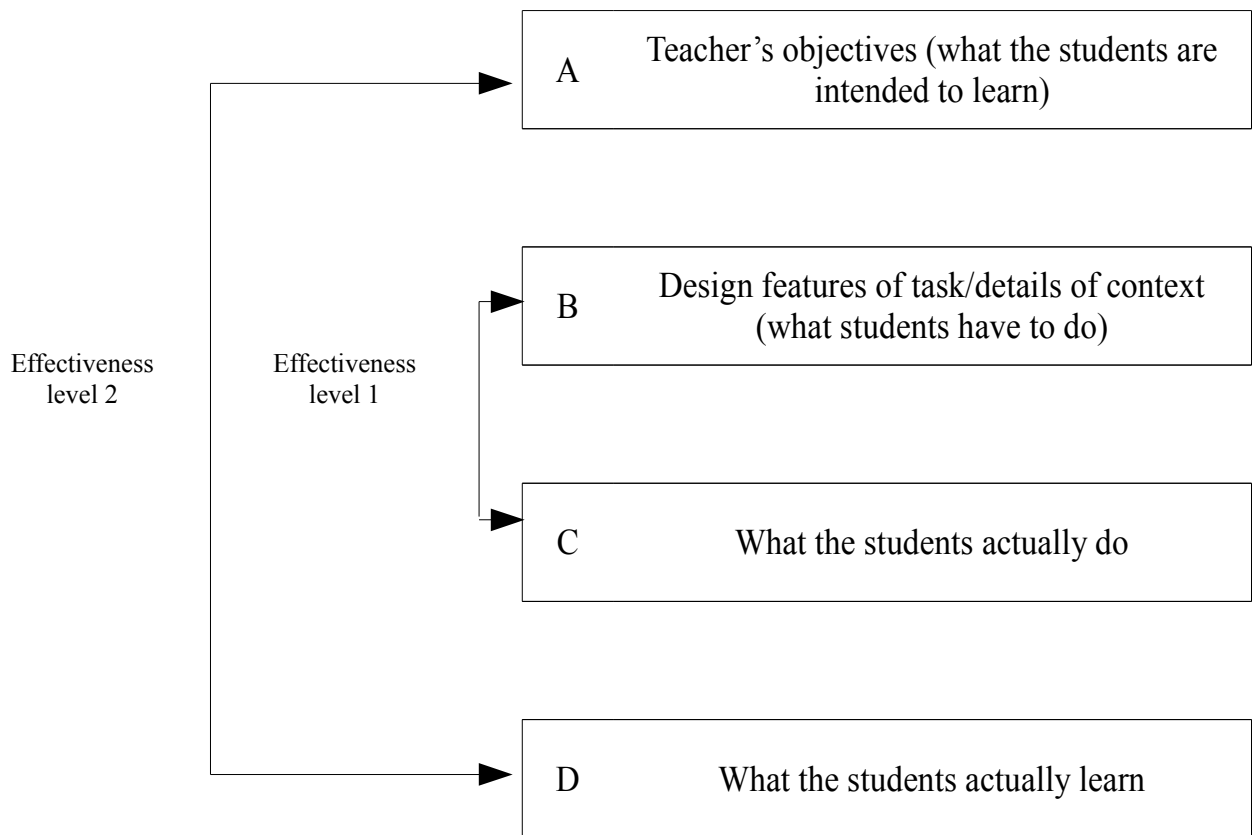 A
Teacher’s objectives (what the students are
intended to learn)
B
Design features of task/details of context
(what students have to do)
Effectiveness
level 2
Effectiveness
level 1
C
What the students actually do
D
What the students actually learn